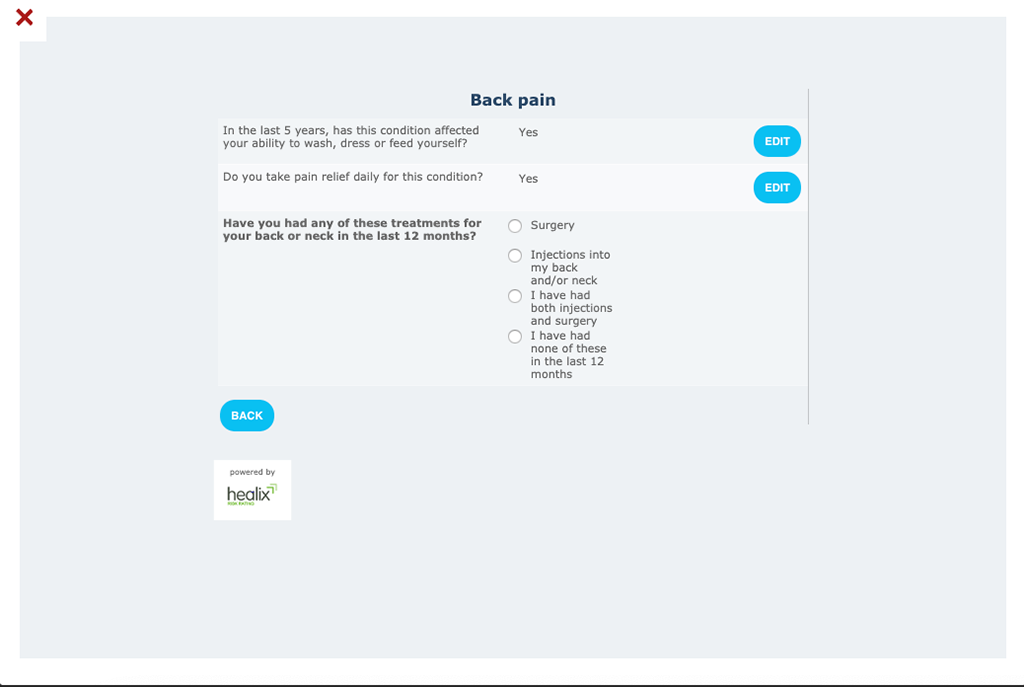 Back pain
In the last 5 years, has this condition affected
your ability to wash, dress or feed yourself?
Yes
EDIT
Do you take pain relief daily for this condition?
Yes
EDIT
Have you had any of these treatments for
your back or neck in the last 12 months?
Surgery
Injections into
my back
and/or neck
I have had
both injections
and surgery
I have had
none of these
in the last 12
months
BACK
powered by
healix
RISK RATING